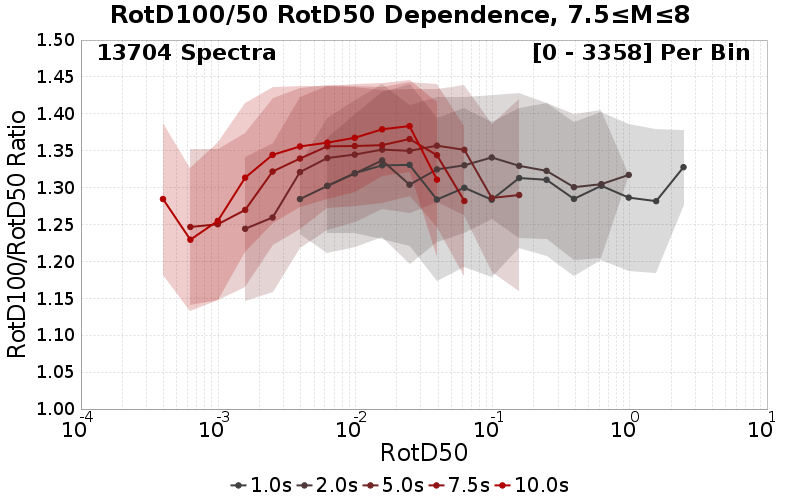 RotD100/50 RotD50 Dependence, 7.5≤M≤8
13704 Spectra
[0 - 3358] Per Bin
RotD100/RotD50 Ratio
1.50
1.45
1.40
1.35
1.30
1.25
1.20
1.15
1.10
1.05
1.00
10^-4 10^-3 10^-2 10^-1 10^0 10^1
RotD50
1.0s 2.0s 5.0s 7.5s 10.0s